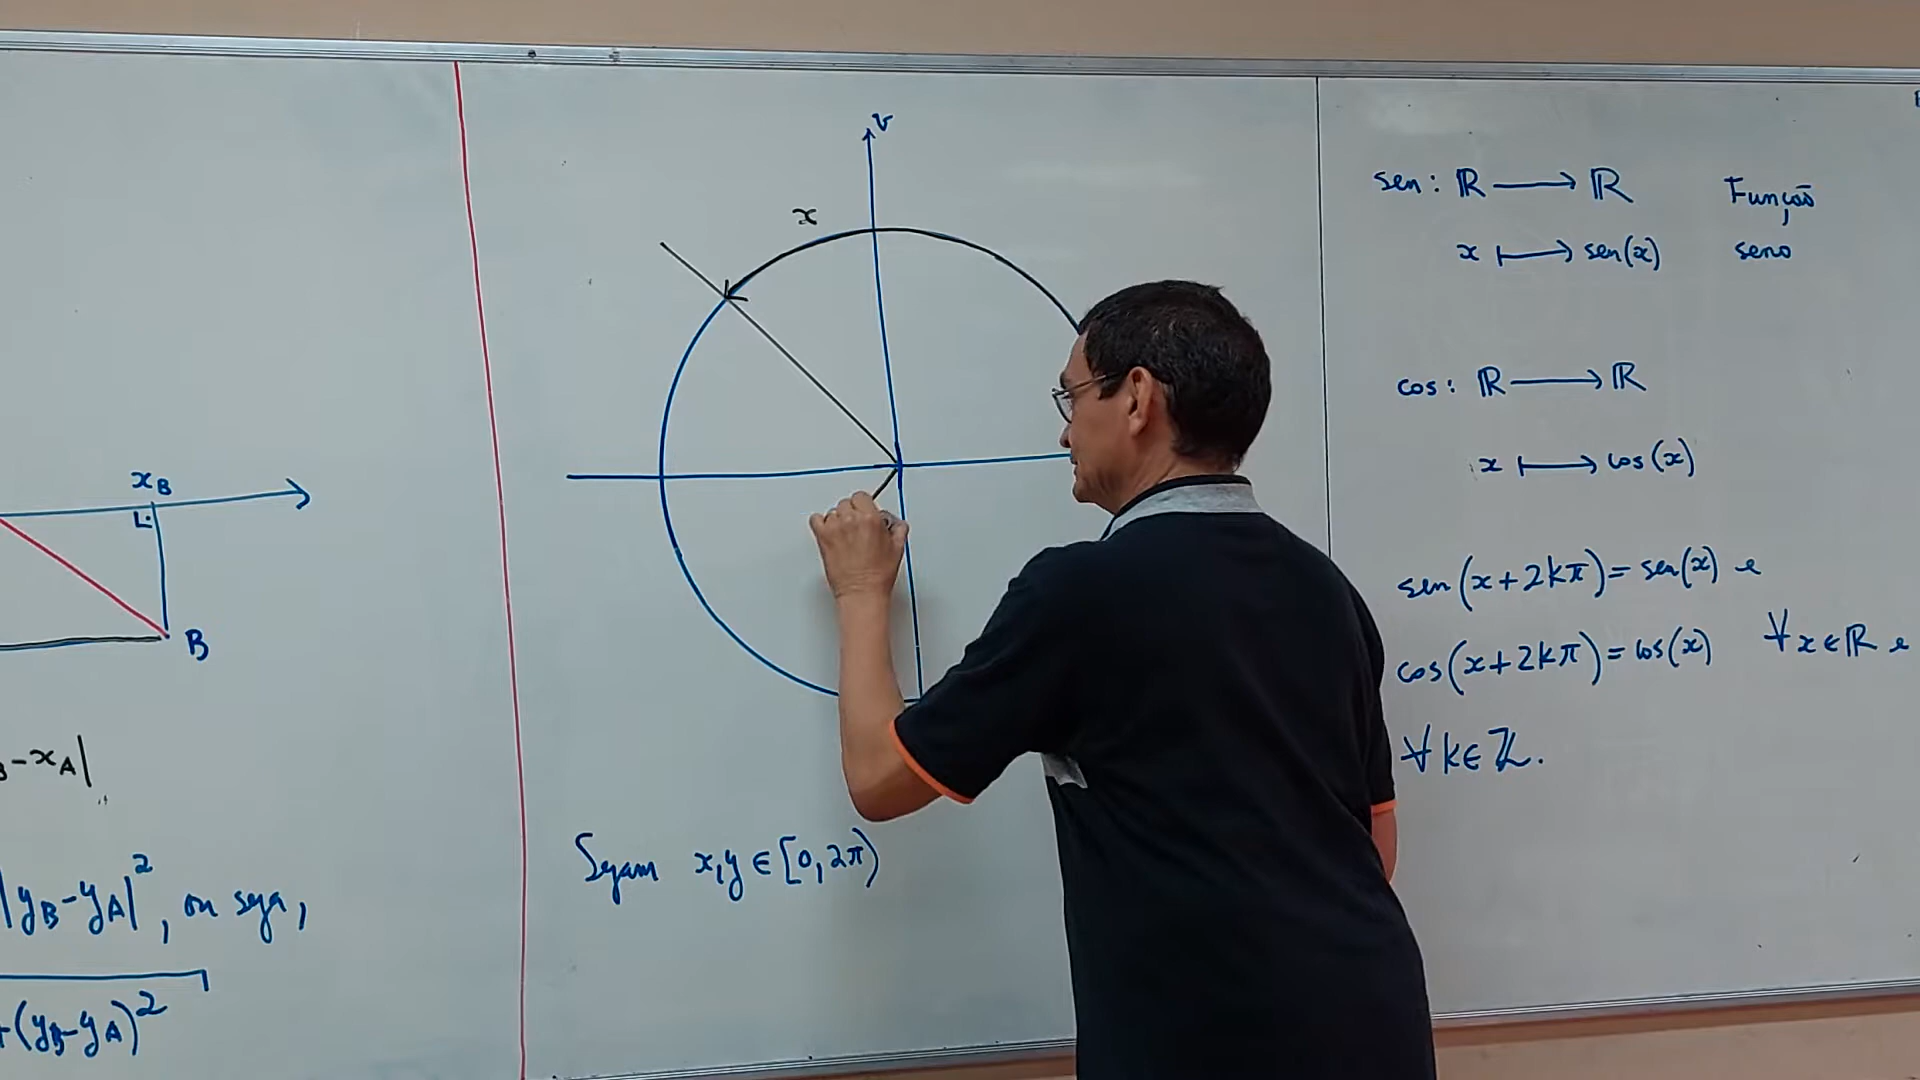 x_B
B
-x_A|
|y_B-y_A|², ou seja,
+(y_B-y_A)²
v
x
Sejam x,y ∈ [0, 2π)
sen: ℝ ⟶ ℝ Função
x ⟼ sen(x) seno
cos: ℝ ⟶ ℝ
x ⟼ cos(x)
sen(x+2kπ)= sen(x) e
cos(x+2kπ)= cos(x) ∀x∈ℝ e
∀k∈ℤ.